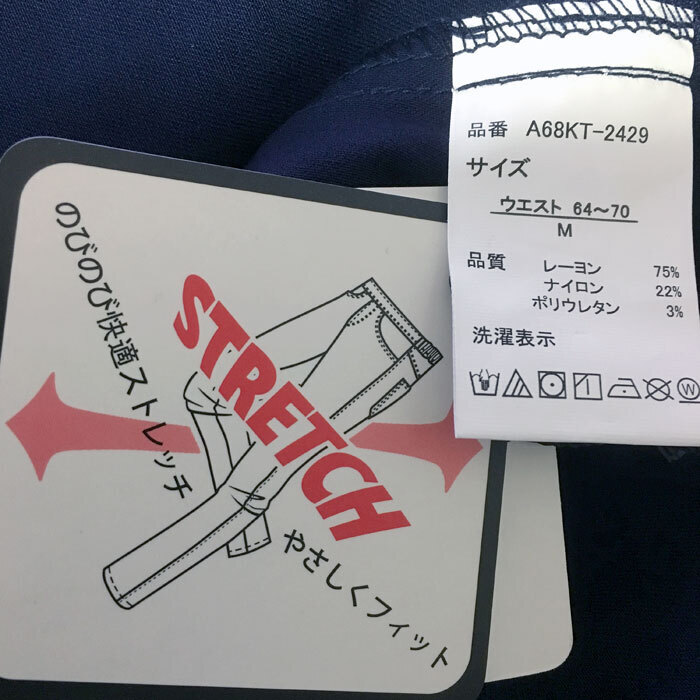 のびのび快適ストレッチ
STRETCH
やさしくフィット
品番 A68KT-2429
サイズ
ウエスト 64～70
M
品質 レーヨン 75%
ナイロン 22%
ポリウレタン 3%
洗濯表示
W